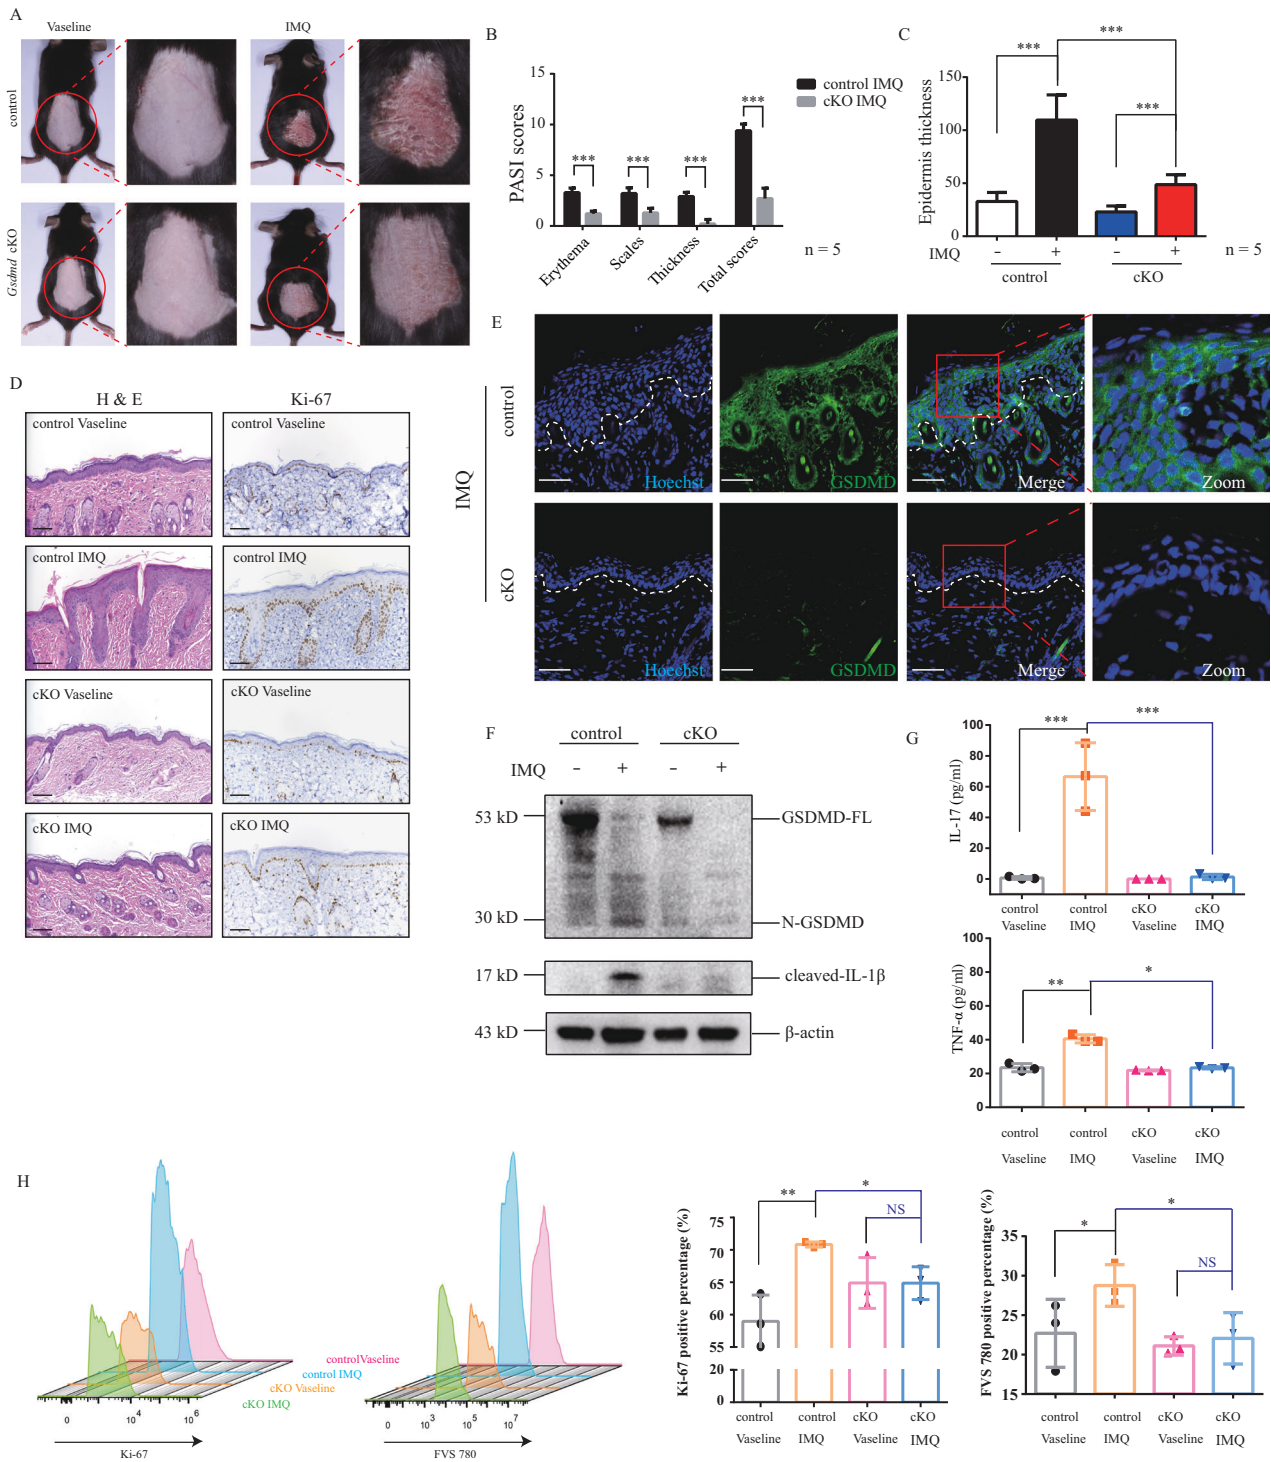 A
Vaseline
IMQ
control
Gsdmd cKO
B
PASI scores
15
10
5
0
***
***
***
***
Erythema
Scales
Thickness
Total scores
control IMQ
cKO IMQ
n = 5
C
Epidermis thickness
150
100
50
0
***
***
***
IMQ
–
+
–
+
control
cKO
n = 5
D
H & E
Ki-67
control Vaseline
control Vaseline
control IMQ
control IMQ
cKO Vaseline
cKO Vaseline
cKO IMQ
cKO IMQ
E
IMQ
control
cKO
Hoechst
GSDMD
Merge
Zoom
Hoechst
GSDMD
Merge
Zoom
F
control
cKO
IMQ
–
+
–
+
53 kD
GSDMD-FL
30 kD
N-GSDMD
17 kD
cleaved-IL-1β
43 kD
β-actin
G
IL-17 (pg/ml)
100
80
60
40
20
0
***
***
control
Vaseline
control
IMQ
cKO
Vaseline
cKO
IMQ
TNF-α (pg/ml)
100
80
60
40
20
0
**
*
control
Vaseline
control
IMQ
cKO
Vaseline
cKO
IMQ
H
controlVaseline
control IMQ
cKO Vaseline
cKO IMQ
0
10^4
10^6
Ki-67
0
10^3
10^5
10^7
FVS 780
Ki-67 positive percentage (%)
75
70
65
60
55
20
0
**
*
NS
control
Vaseline
control
IMQ
cKO
Vaseline
cKO
IMQ
FVS 780 positive percentage (%)
35
30
25
20
15
*
*
NS
control
Vaseline
control
IMQ
cKO
Vaseline
cKO
IMQ